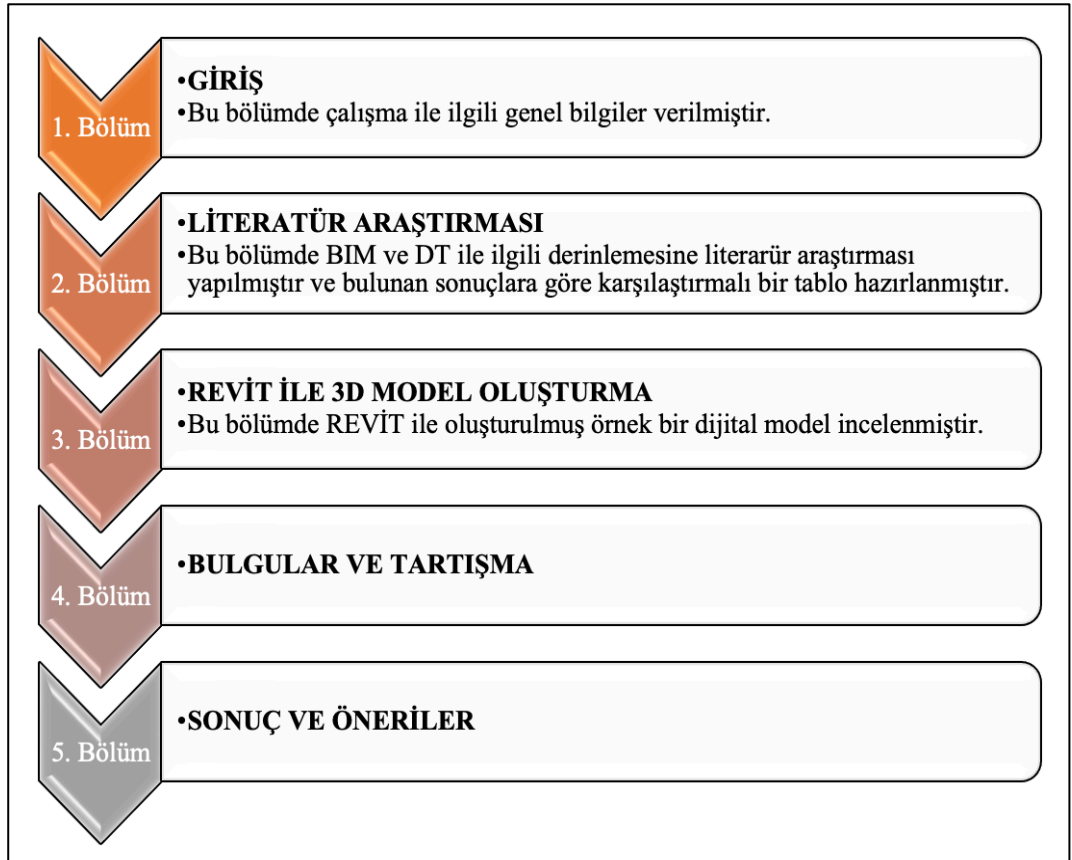 1. Bölüm
•GİRİŞ
•Bu bölümde çalışma ile ilgili genel bilgiler verilmiştir.
2. Bölüm
•LİTERATÜR ARAŞTIRMASI
•Bu bölümde BIM ve DT ile ilgili derinlemesine literarür araştırması
yapılmıştır ve bulunan sonuçlara göre karşılaştırmalı bir tablo hazırlanmıştır.
3. Bölüm
•REVİT İLE 3D MODEL OLUŞTURMA
•Bu bölümde REVİT ile oluşturulmuş örnek bir dijital model incelenmiştir.
4. Bölüm
•BULGULAR VE TARTIŞMA
5. Bölüm
•SONUÇ VE ÖNERİLER